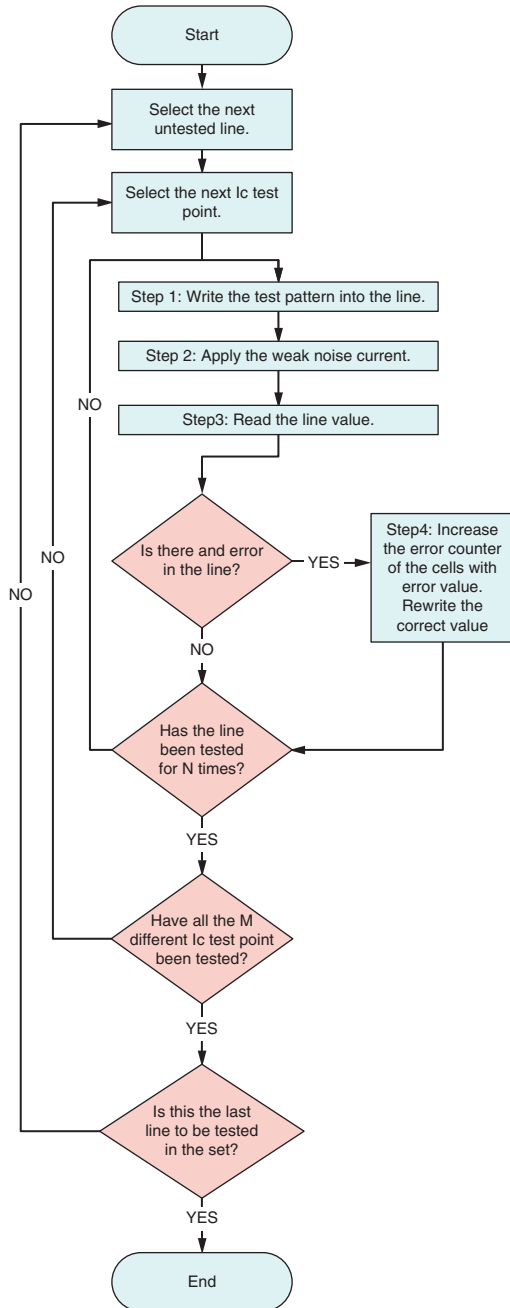 Start
Select the next
untested line.
Select the next Ic test
point.
Step 1: Write the test pattern into the line.
Step 2: Apply the weak noise current.
Step3: Read the line value.
Is there and error
in the line?
YES
Step4: Increase
the error counter
of the cells with
error value.
Rewrite the
correct value
NO
Has the line
been tested
for N times?
NO
YES
Have all the M
different Ic test point
been tested?
NO
YES
Is this the last
line to be tested
in the set?
NO
YES
End